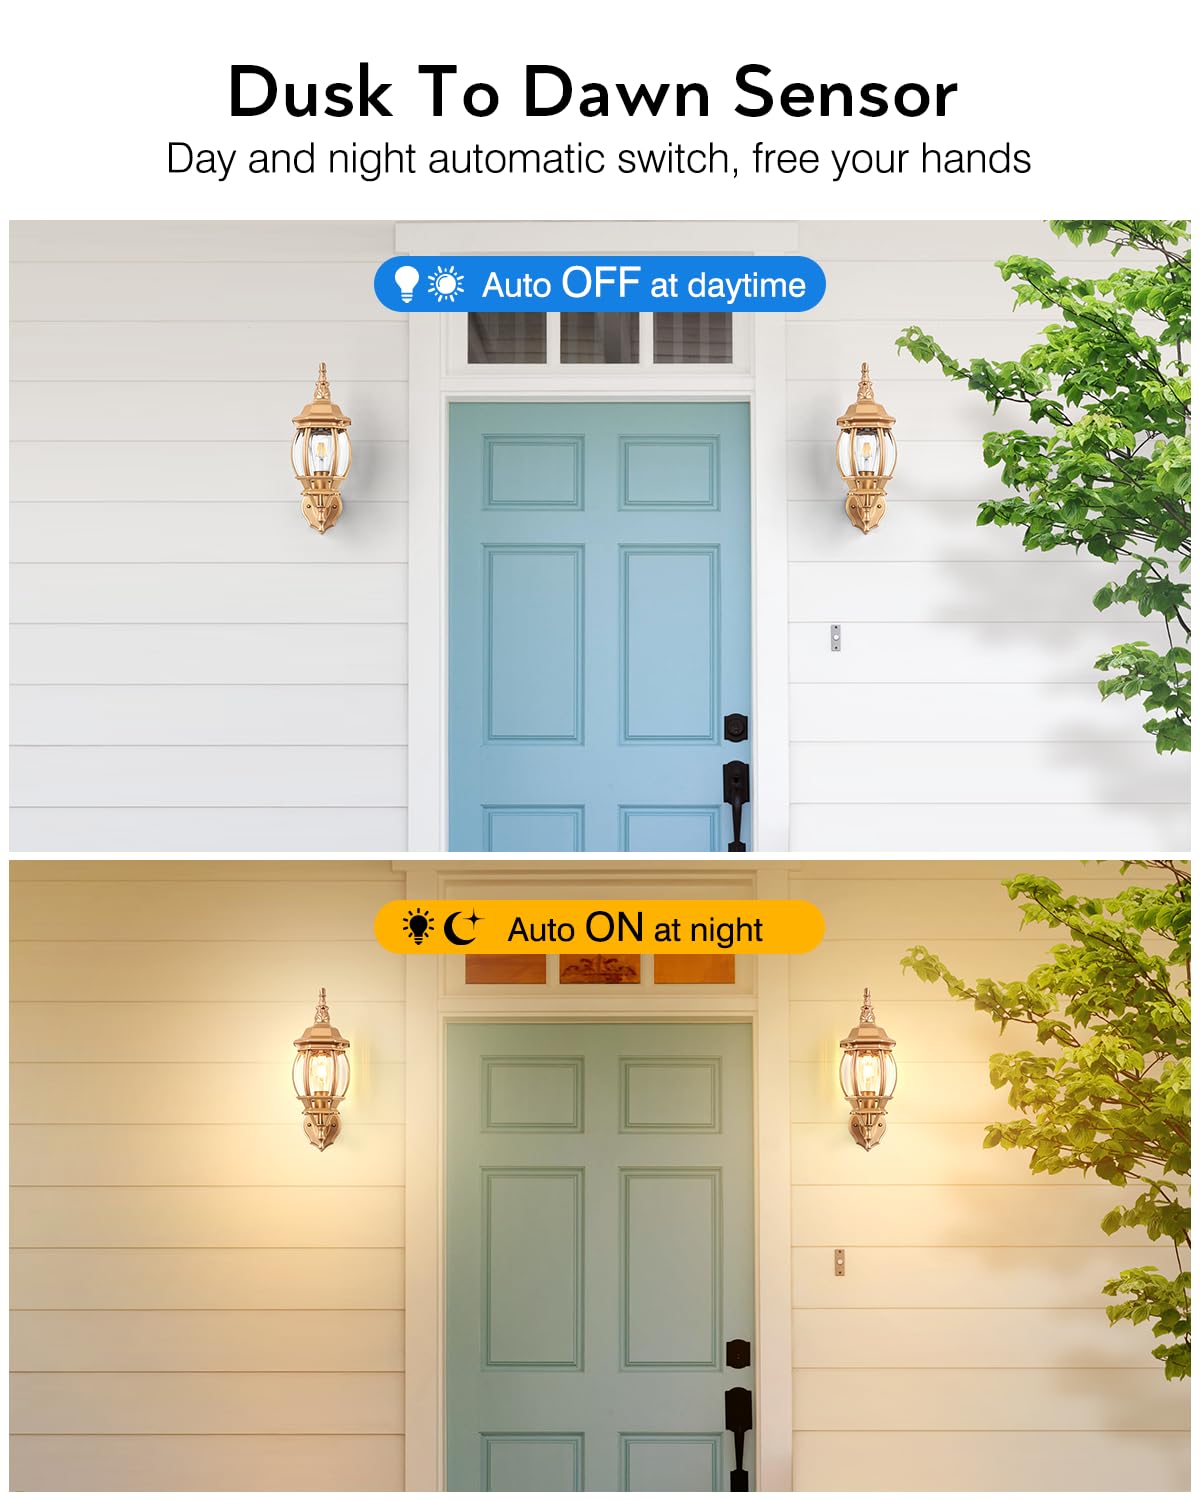 Dusk To Dawn Sensor
Day and night automatic switch, free your hands
Auto OFF at daytime
Auto ON at night